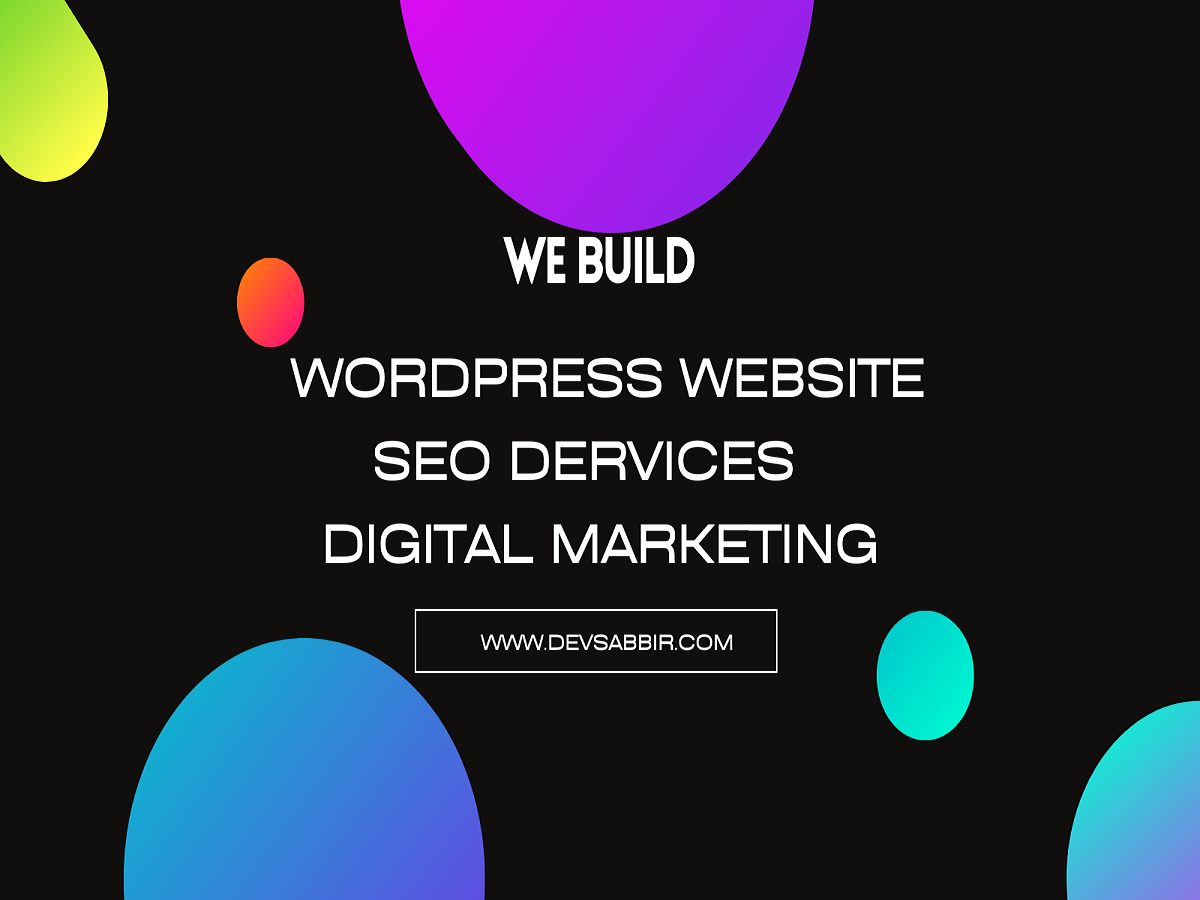 WE BUILD
WORDPRESS WEBSITE
SEO DERVICES
DIGITAL MARKETING
WWW.DEVSABBIR.COM